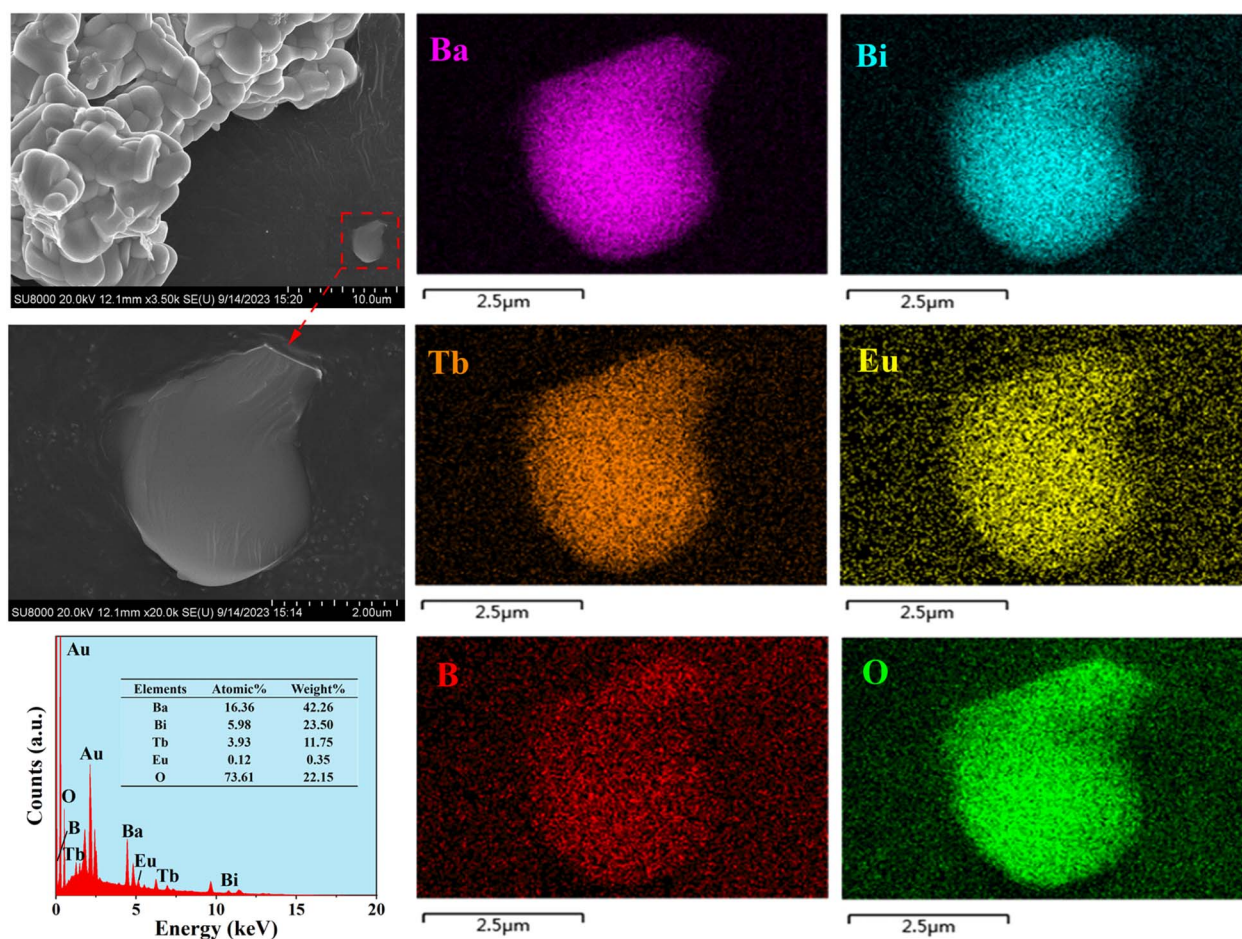 SU8000 20.0kV 12.1mm x3.50k SE(U) 9/14/2023 15:20 10.0um
Ba
2.5µm
Bi
2.5µm
SU8000 20.0kV 12.1mm x20.0k SE(U) 9/14/2023 15:14 2.00um
Tb
2.5µm
Eu
2.5µm
Counts (a.u.)
Au
Au
O
B
Tb
Ba
Eu
Tb
Bi
Elements Atomic% Weight%
Ba 16.36 42.26
Bi 5.98 23.50
Tb 3.93 11.75
Eu 0.12 0.35
O 73.61 22.15
0 5 10 15 20
Energy (keV)
B
2.5µm
O
2.5µm